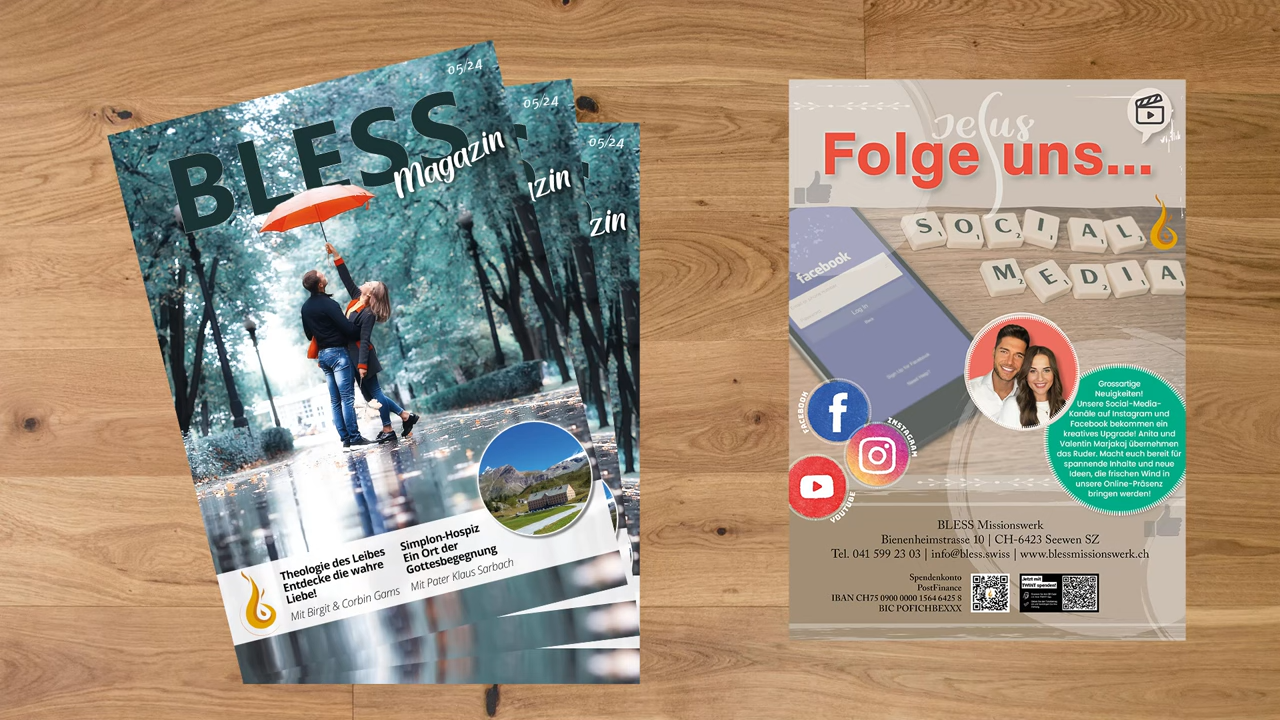 05/24
BLESS
Magazin
Theologie des Leibes
Entdecke die wahre
Liebe!
Mit Birgit & Corbin Gams
Simplon-Hospiz
Ein Ort der
Gottesbegegnung
Mit Pater Klaus Sarbach
05/24
zin
05/24
zin
Jesus
Folge uns...
SOCIAL
MEDIA
facebook
Log In
FACEBOOK
INSTAGRAM
YOUTUBE
Grossartige
Neuigkeiten!
Unsere Social-Media-
Kanäle auf Instagram und
Facebook bekommen ein
kreatives Upgrade! Anita und
Valentin Marjakaj übernehmen
das Ruder. Macht euch bereit für
spannende Inhalte und neue
Ideen, die frischen Wind in
unsere Online-Präsenz
bringen werden!
BLESS Missionswerk
Bienenheimstrasse 10 | CH-6423 Seewen SZ
Tel. 041 599 23 03 | info@bless.swiss | www.blessmissionswerk.ch
Spendenkonto
PostFinance
IBAN CH75 0900 0000 1564 6425 8
BIC POFICHBEXXX
Jetzt mit
TWINT spenden!